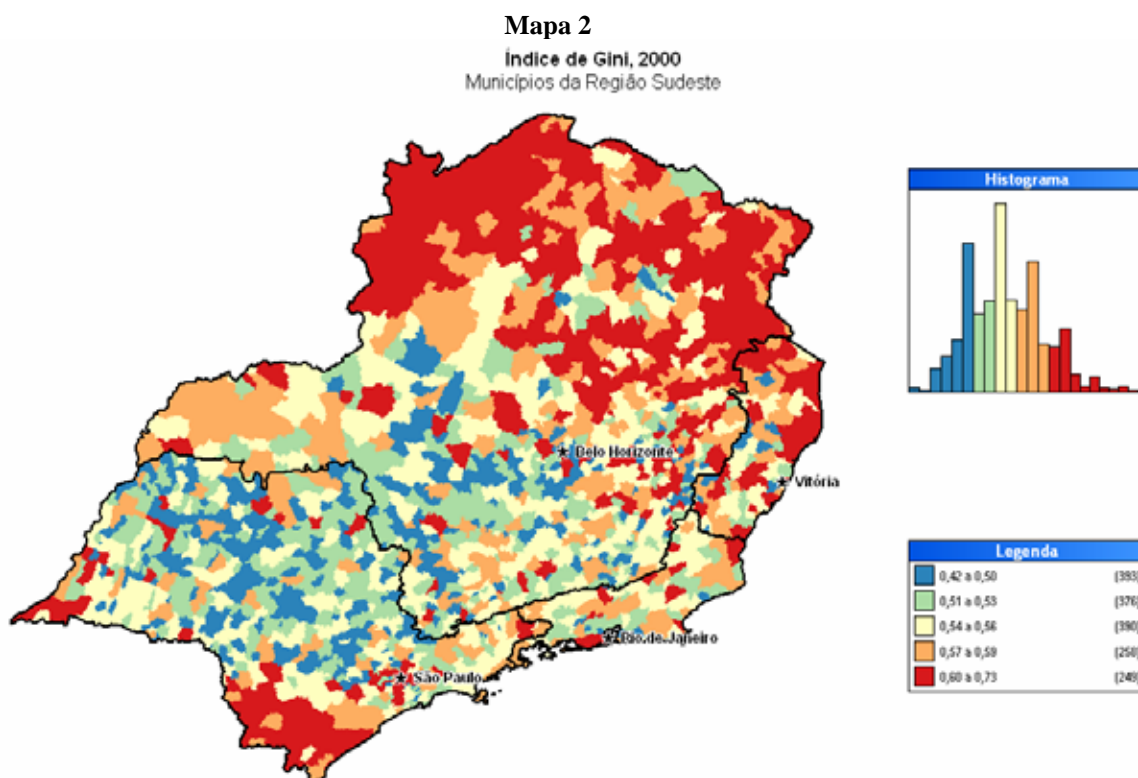 Mapa 2
Índice de Gini, 2000
Municípios da Região Sudeste
Histograma
Belo Horizonte
Vitória
Rio de Janeiro
São Paulo
Legenda
0,42 a 0,50 (393)
0,51 a 0,53 (376)
0,54 a 0,56 (390)
0,57 a 0,59 (258)
0,60 a 0,73 (249)